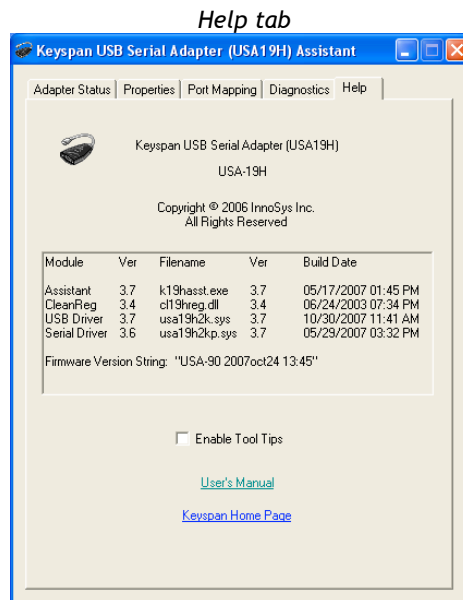 Help tab
Keyspan USB Serial Adapter (USA19H) Assistant
Adapter Status Properties Port Mapping Diagnostics Help
Keyspan USB Serial Adapter (USA19H)
USA-19H
Copyright © 2006 InnoSys Inc.
All Rights Reserved
Module Ver Filename Ver Build Date
Assistant 3.7 k19hasst.exe 3.7 05/17/2007 01:45 PM
CleanReg 3.4 cl19hreg.dll 3.4 06/24/2003 07:34 PM
USB Driver 3.7 usa19h2k.sys 3.7 10/30/2007 11:41 AM
Serial Driver 3.6 usa19h2kp.sys 3.7 05/29/2007 03:32 PM
Firmware Version String: "USA-90 2007oct24 13:45"
Enable Tool Tips
User's Manual
Keyspan Home Page